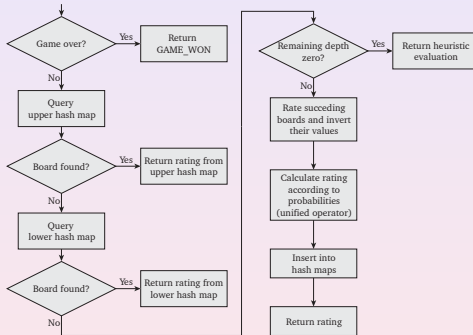 Game over?
Yes
Return
GAME_WON
No
Query
upper hash map
Board found?
Yes
Return rating from
upper hash map
No
Query
lower hash map
Board found?
Yes
Return rating from
lower hash map
No
Remaining depth
zero?
Yes
Return heuristic
evaluation
No
Rate succeding
boards and invert
their values
Calculate rating
according to
probabilities
(unified operator)
Insert into
hash maps
Return rating